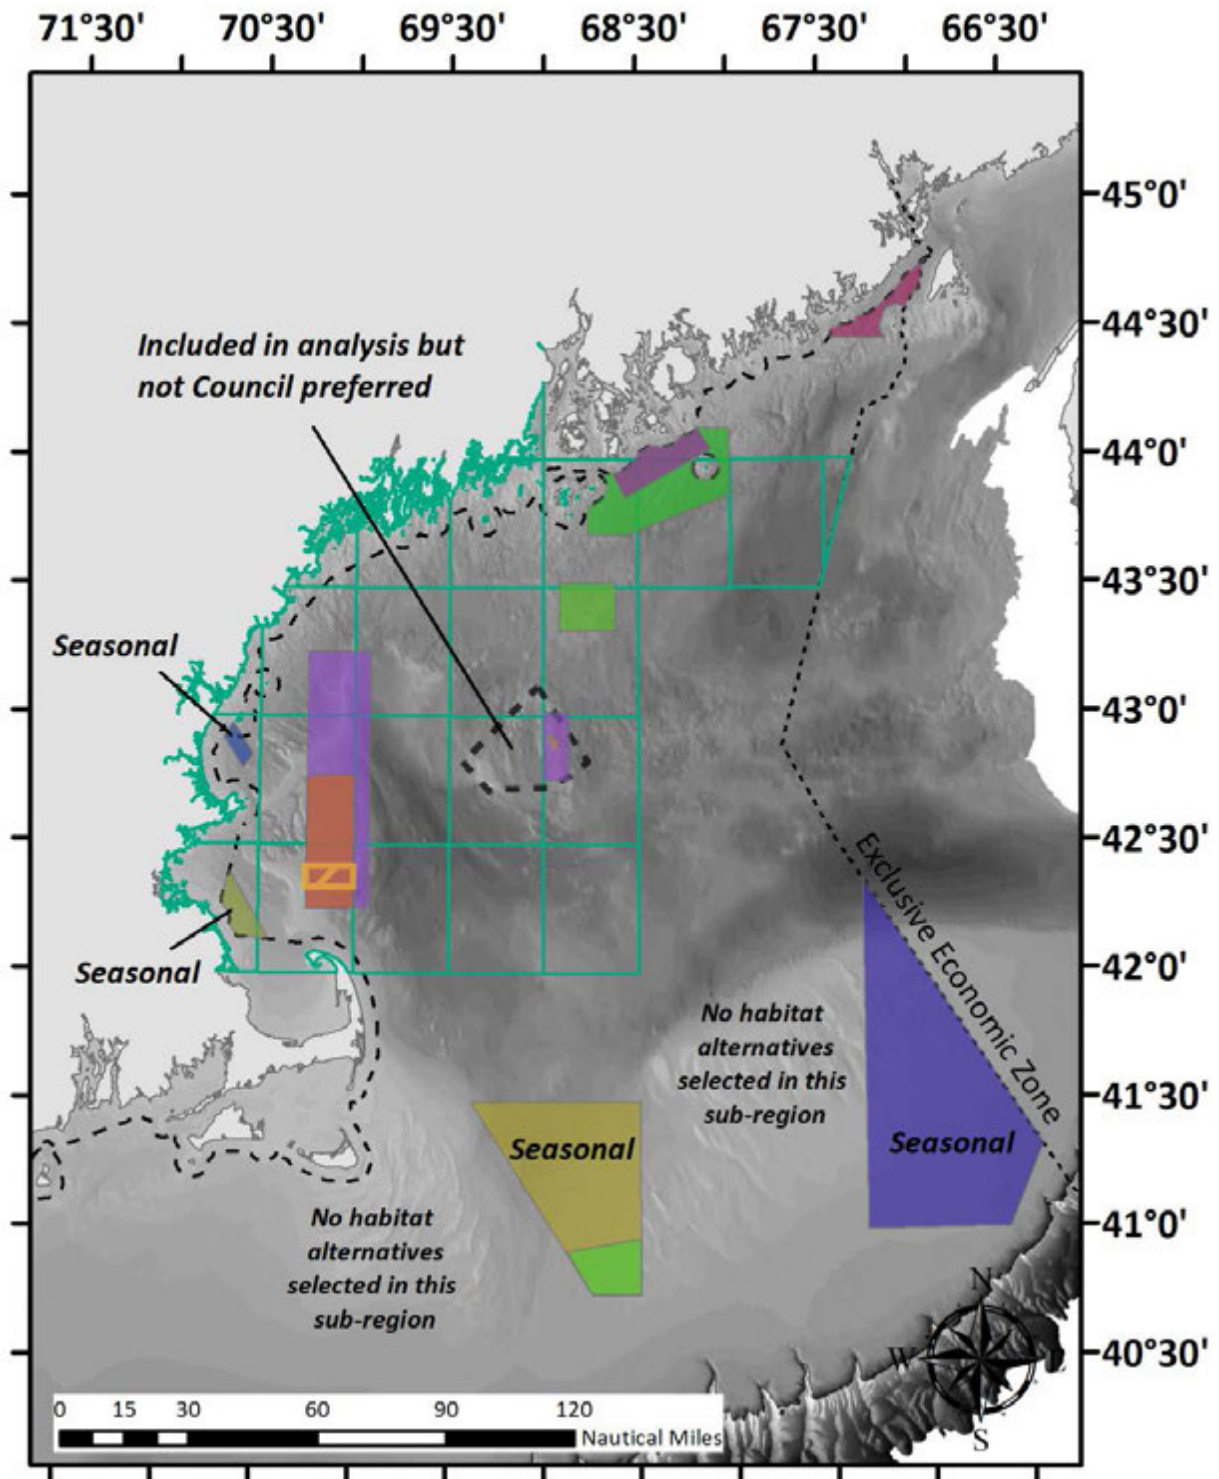 71°30' 70°30' 69°30' 68°30' 67°30' 66°30'
45°0'
44°30'
Included in analysis but
not Council preferred
44°0'
43°30'
Seasonal
43°0'
42°30'
Exclusive Economic Zone
Seasonal
42°0'
No habitat
alternatives
selected in this
sub-region
41°30'
Seasonal
Seasonal
No habitat
alternatives
selected in this
sub-region
41°0'
N
W E
S
40°30'
0 15 30 60 90 120
Nautical Miles